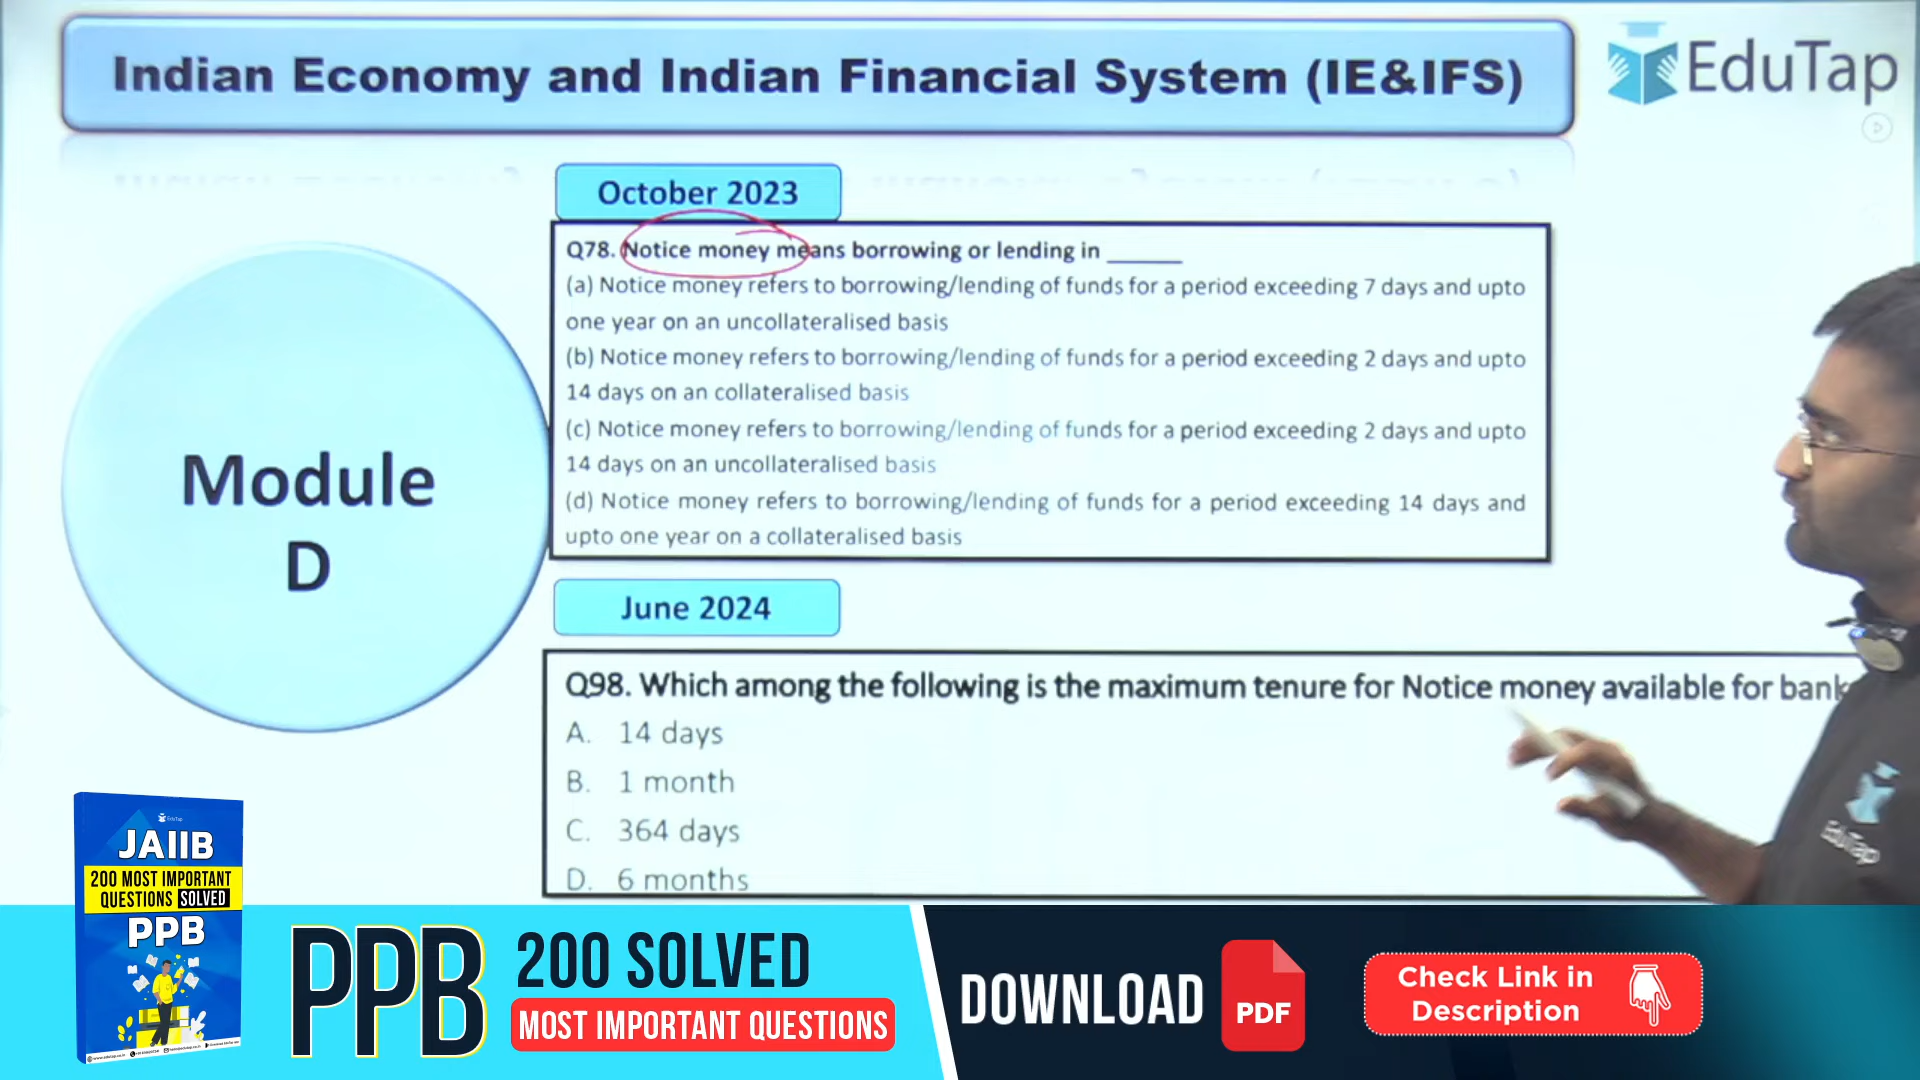 Indian Economy and Indian Financial System (IE&IFS)
EduTap
October 2023
Q78. Notice money means borrowing or lending in ______
(a) Notice money refers to borrowing/lending of funds for a period exceeding 7 days and upto
one year on an uncollateralised basis
(b) Notice money refers to borrowing/lending of funds for a period exceeding 2 days and upto
14 days on an collateralised basis
(c) Notice money refers to borrowing/lending of funds for a period exceeding 2 days and upto
14 days on an uncollateralised basis
(d) Notice money refers to borrowing/lending of funds for a period exceeding 14 days and
upto one year on a collateralised basis
Module
D
June 2024
Q98. Which among the following is the maximum tenure for Notice money available for bank
A. 14 days
B. 1 month
C. 364 days
D. 6 months
EduTap
EduTap
JAIIB
200 MOST IMPORTANT
QUESTIONS SOLVED
PPB
PPB
200 SOLVED
MOST IMPORTANT QUESTIONS
DOWNLOAD
PDF
Check Link in
Description